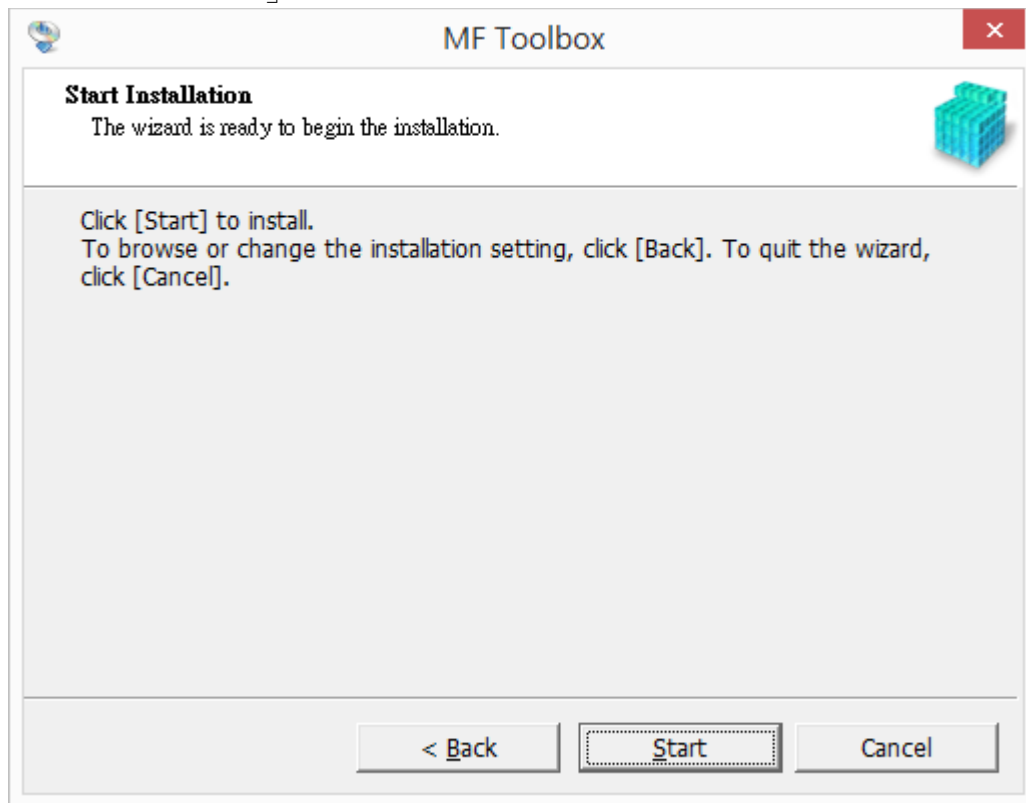 MF Toolbox
Start Installation
The wizard is ready to begin the installation.
Click [Start] to install.
To browse or change the installation setting, click [Back]. To quit the wizard,
click [Cancel].
< Back
Start
Cancel